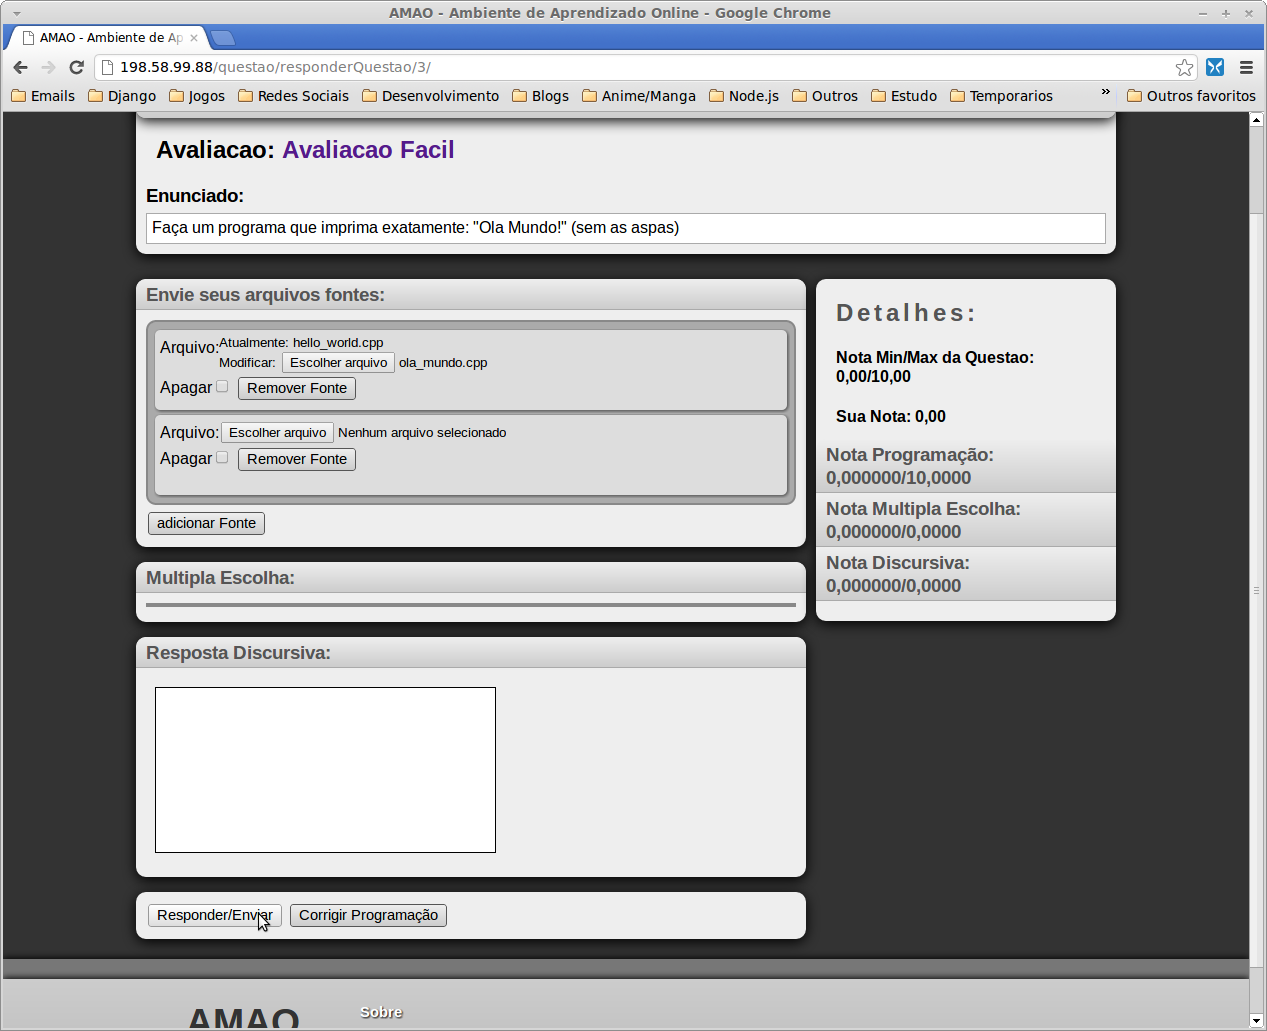 AMAO - Ambiente de Aprendizado Online - Google Chrome
AMAO - Ambiente de Ap
198.58.99.88/questao/responderQuestao/3/
Emails Django Jogos Redes Sociais Desenvolvimento Blogs Anime/Manga Node.js Outros Estudo Temporarios » Outros favoritos
Avaliacao: Avaliacao Facil
Enunciado:
Faça um programa que imprima exatamente: "Ola Mundo!" (sem as aspas)
Envie seus arquivos fontes:
Arquivo: Atualmente: hello_world.cpp
Modificar: Escolher arquivo ola_mundo.cpp
Apagar Remover Fonte
Arquivo: Escolher arquivo Nenhum arquivo selecionado
Apagar Remover Fonte
adicionar Fonte
Multipla Escolha:
Resposta Discursiva:
Responder/Enviar Corrigir Programação
Detalhes:
Nota Min/Max da Questao:
0,00/10,00
Sua Nota: 0,00
Nota Programação:
0,000000/10,0000
Nota Multipla Escolha:
0,000000/0,0000
Nota Discursiva:
0,000000/0,0000
AMAO
Sobre